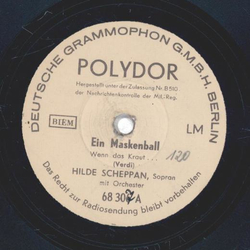 DEUTSCHE GRAMMOPHON G.M.B.H. BERLIN
POLYDOR
Hergestellt unter der Zulassung Nr. B 510
der Nachrichtenkontrolle der Mil.-Reg.
BIEM
LM
Ein Maskenball
Wenn das Kraut...
120
(Verdi)
HILDE SCHEPPAN, Sopran
mit Orchester
68 30 A
Das Recht zur Radiosendung bleibt vorbehalten